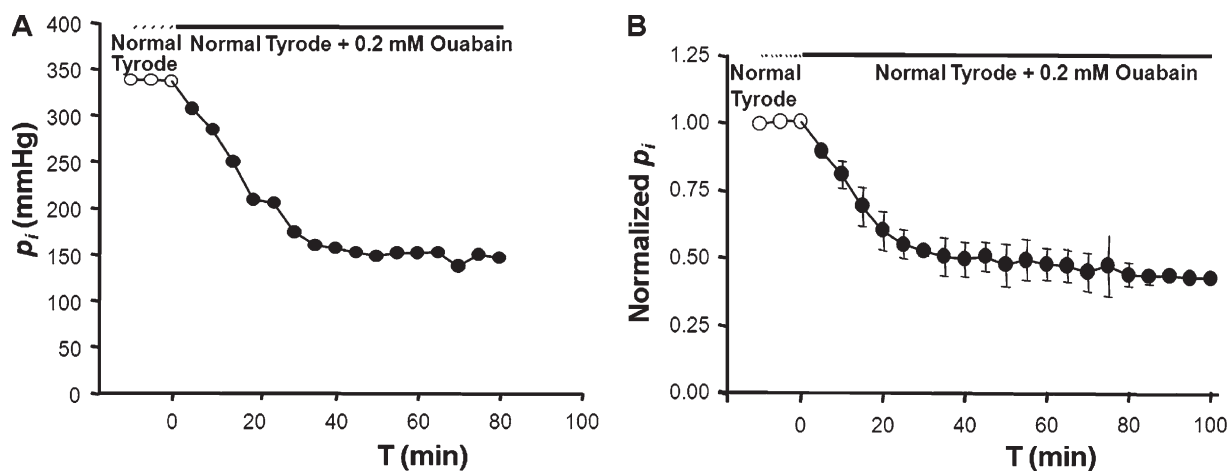 A
400
350
300
250
200
150
100
50
0
Normal
Tyrode
Normal Tyrode + 0.2 mM Ouabain
pi (mmHg)
0 20 40 60 80 100
T (min)
B
1.25
1.00
0.75
0.50
0.25
0.00
Normal
Tyrode
Normal Tyrode + 0.2 mM Ouabain
Normalized pi
0 20 40 60 80 100
T (min)